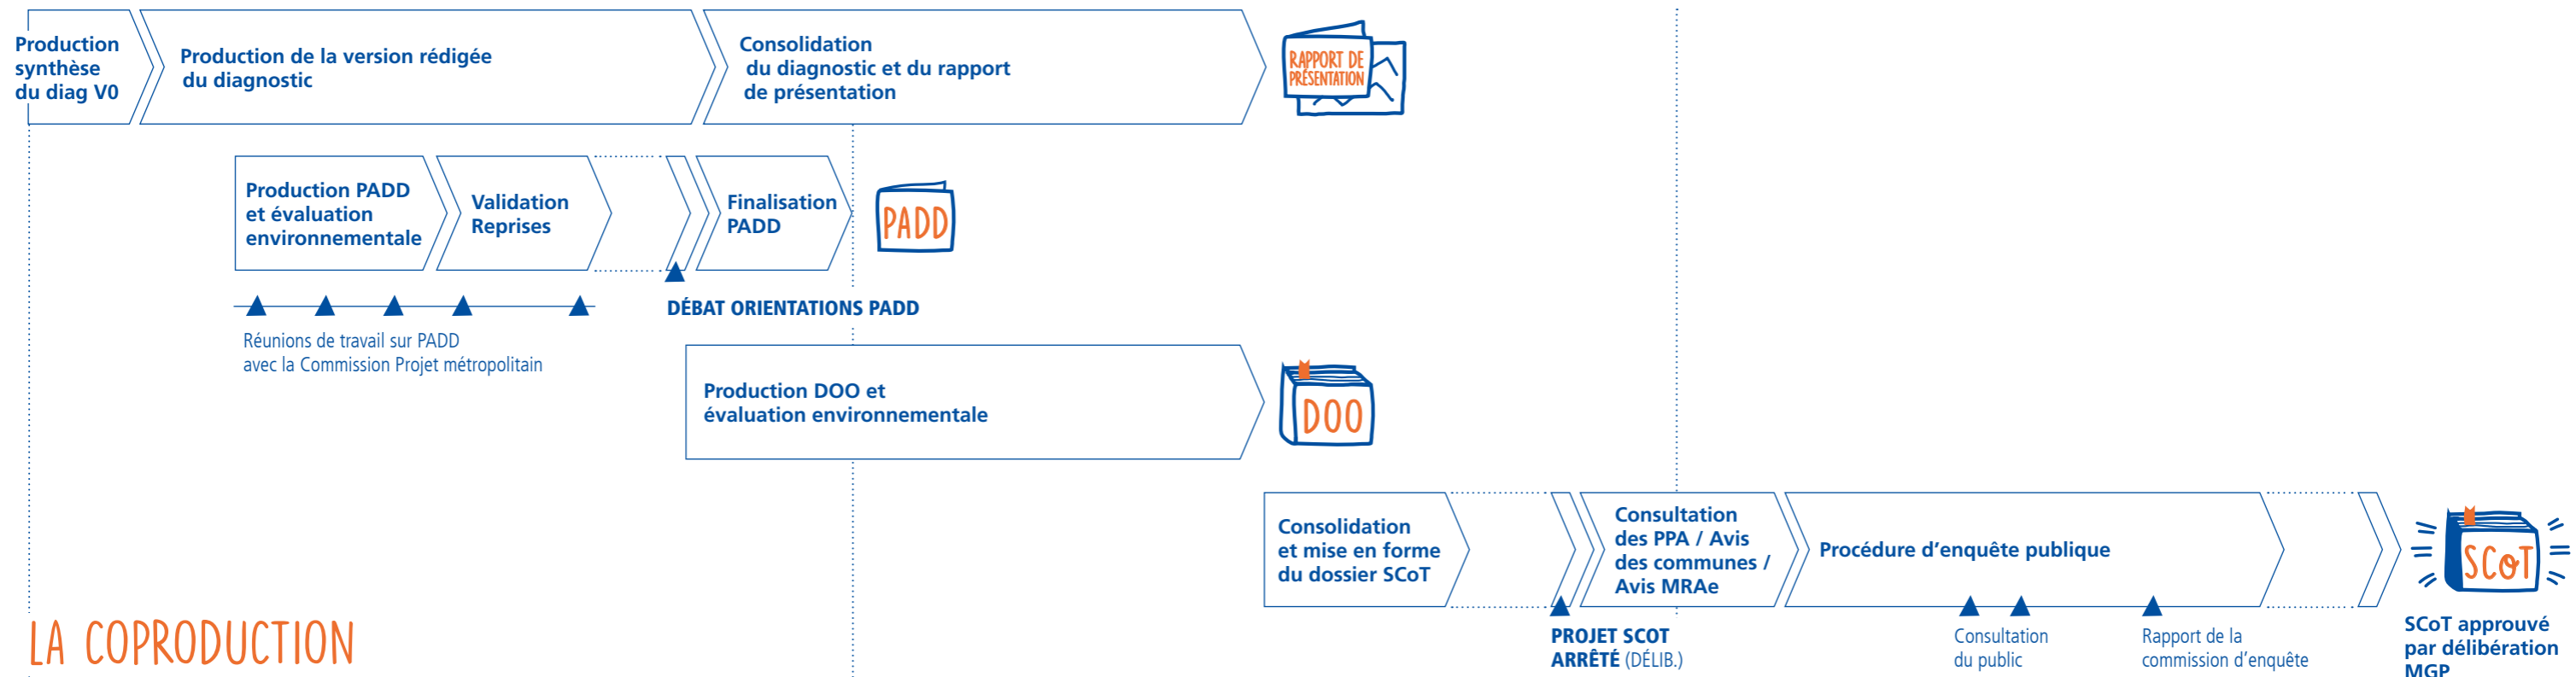 Production
synthèse
du diag V0
Production de la version rédigée
du diagnostic
Consolidation
du diagnostic et du rapport
de présentation
RAPPORT DE
PRÉSENTATION
Production PADD
et évaluation
environnementale
Validation
Reprises
Finalisation
PADD
PADD
DÉBAT ORIENTATIONS PADD
Réunions de travail sur PADD
avec la Commission Projet métropolitain
Production DOO et
évaluation environnementale
DOO
Consolidation
et mise en forme
du dossier SCoT
Consultation
des PPA / Avis
des communes /
Avis MRAe
Procédure d'enquête publique
SCoT
PROJET SCOT
ARRÊTÉ (DÉLIB.)
Consultation
du public
Rapport de la
commission d'enquête
SCoT approuvé
par délibération
MGP
LA COPRODUCTION